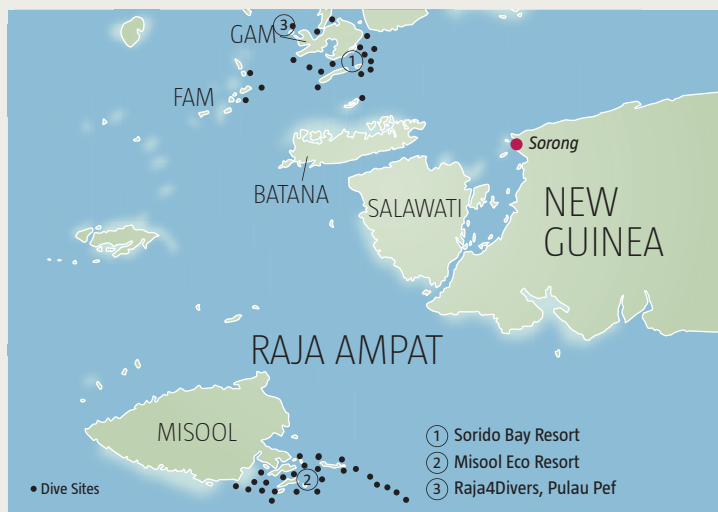 3
GAM
1
FAM
Sorong
BATANA
SALAWATI
NEW
GUINEA
RAJA AMPAT
MISOOL
2
• Dive Sites
1 Sorido Bay Resort
2 Misool Eco Resort
3 Raja4Divers, Pulau Pef